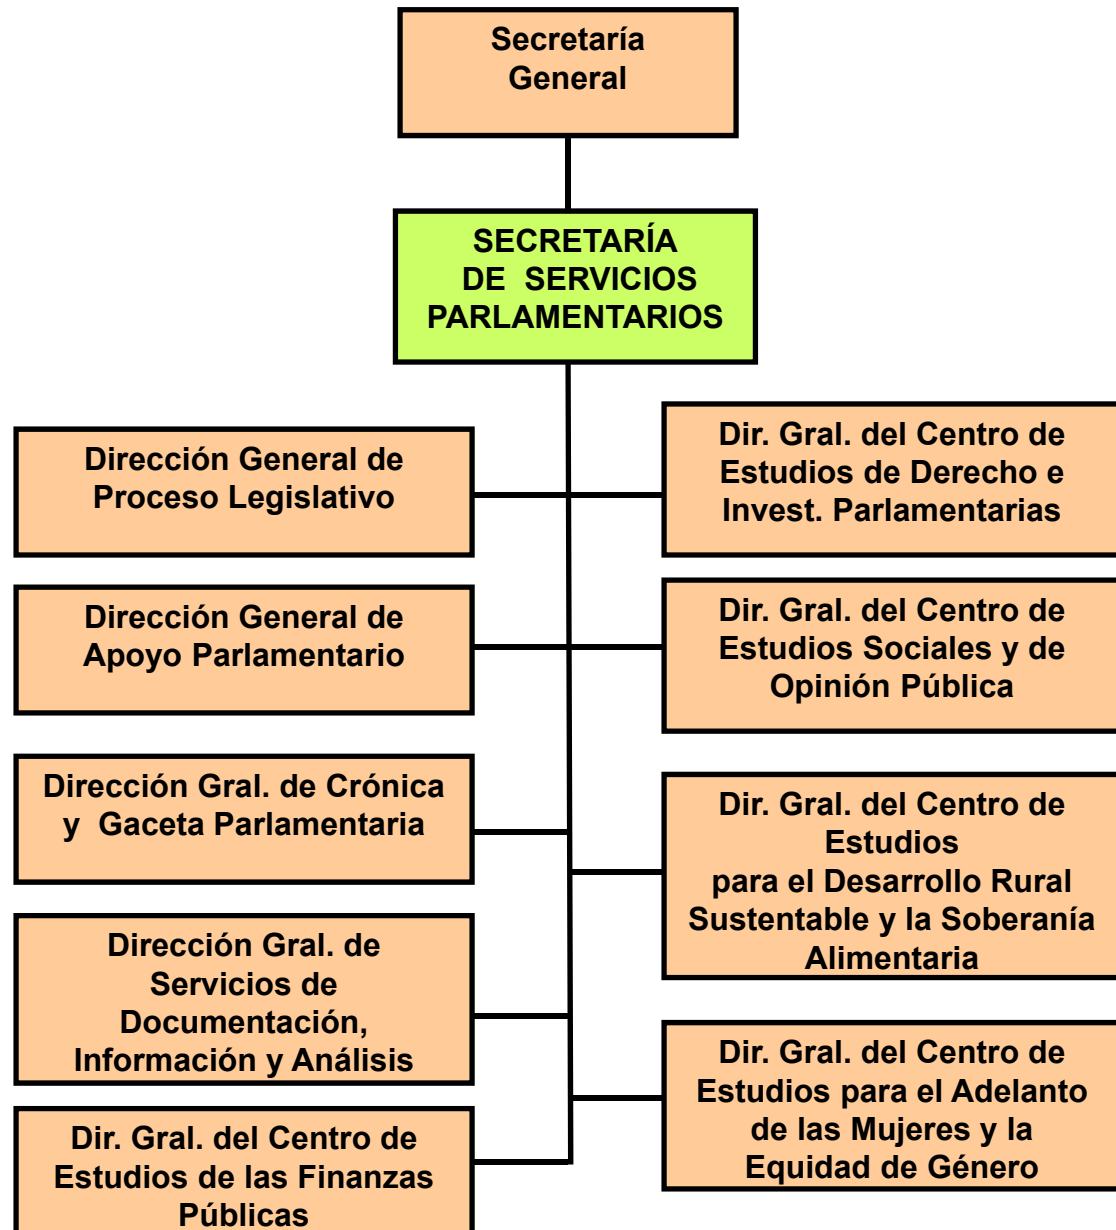 Secretaría
General
SECRETARÍA
DE SERVICIOS
PARLAMENTARIOS
Dirección General de
Proceso Legislativo
Dirección General de
Apoyo Parlamentario
Dirección Gral. de Crónica
y Gaceta Parlamentaria
Dirección Gral. de
Servicios de
Documentación,
Información y Análisis
Dir. Gral. del Centro de
Estudios de las Finanzas
Públicas
Dir. Gral. del Centro de
Estudios de Derecho e
Invest. Parlamentarias
Dir. Gral. del Centro de
Estudios Sociales y de
Opinión Pública
Dir. Gral. del Centro de
Estudios
para el Desarrollo Rural
Sustentable y la Soberanía
Alimentaria
Dir. Gral. del Centro de
Estudios para el Adelanto
de las Mujeres y la
Equidad de Género